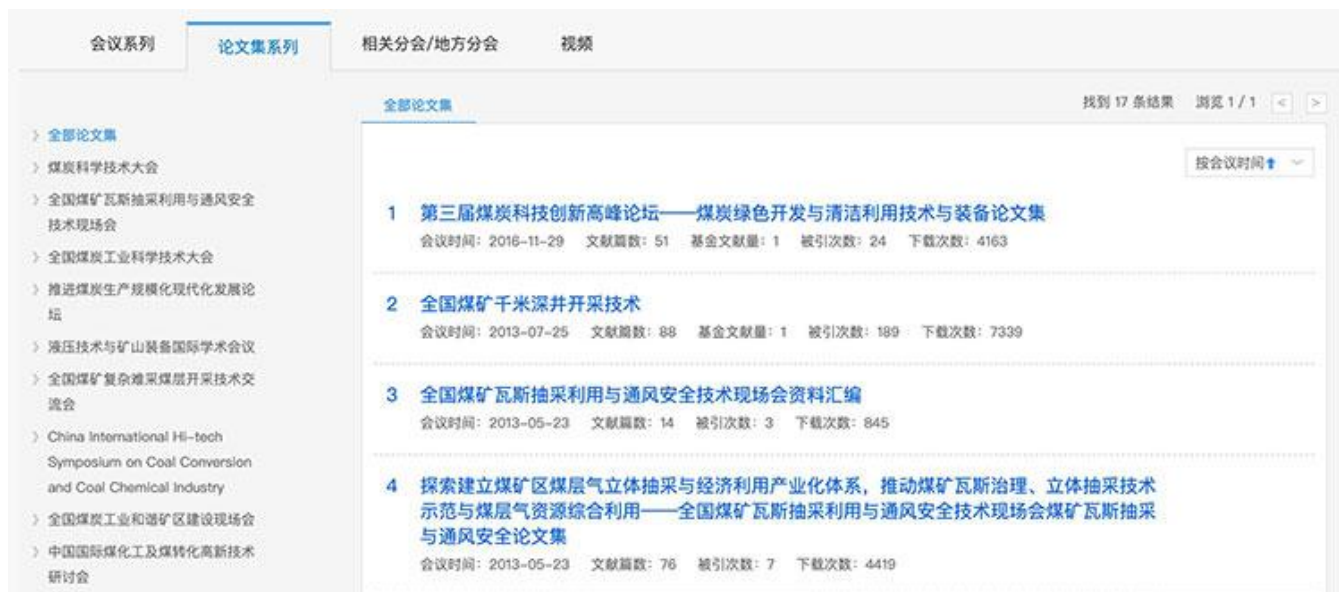 会议系列 论文集系列 相关分会/地方分会 视频
全部论文集 找到 17 条结果 浏览 1 / 1 < >
全部论文集
煤炭科学技术大会
全国煤矿瓦斯抽采利用与通风安全
技术现场会
全国煤炭工业科学技术大会
推进煤炭生产规模化现代化发展论
坛
液压技术与矿山装备国际学术会议
全国煤矿复杂难采煤层开采技术交
流会
China International Hi-tech
Symposium on Coal Conversion
and Coal Chemical Industry
全国煤炭工业和谐矿区建设现场会
中国国际煤化工及煤转化高新技术
研讨会
按会议时间↑
1 第三届煤炭科技创新高峰论坛——煤炭绿色开发与清洁利用技术与装备论文集
会议时间：2016-11-29 文献篇数：51 基金文献量：1 被引次数：24 下载次数：4163
2 全国煤矿千米深井开采技术
会议时间：2013-07-25 文献篇数：88 基金文献量：1 被引次数：189 下载次数：7339
3 全国煤矿瓦斯抽采利用与通风安全技术现场会资料汇编
会议时间：2013-05-23 文献篇数：14 被引次数：3 下载次数：845
4 探索建立煤矿区煤层气立体抽采与经济利用产业化体系，推动煤矿瓦斯治理、立体抽采技术
示范与煤层气资源综合利用——全国煤矿瓦斯抽采利用与通风安全技术现场会煤矿瓦斯抽采
与通风安全论文集
会议时间：2013-05-23 文献篇数：76 被引次数：7 下载次数：4419